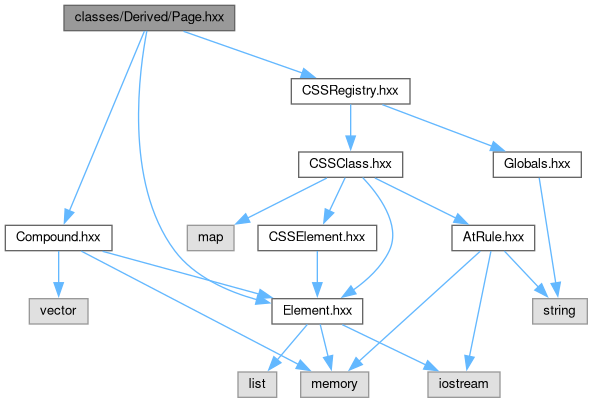 classes/Derived/Page.hxx
CSSRegistry.hxx
CSSClass.hxx
Globals.hxx
Compound.hxx
map
CSSElement.hxx
AtRule.hxx
vector
Element.hxx
string
list
memory
iostream